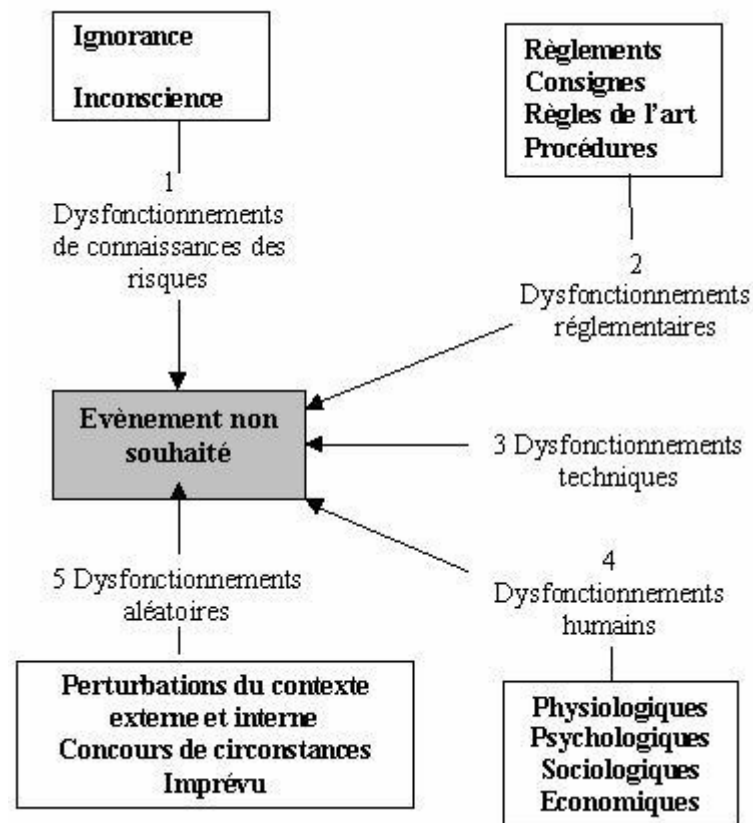 Ignorance
Inconscience
1
Dysfonctionnements
de connaissances des
risques
Règlements
Consignes
Règles de l'art
Procédures
2
Dysfonctionnements
réglementaires
Evènement non
souhaité
3 Dysfonctionnements
techniques
4
Dysfonctionnements
humains
Physiologiques
Psychologiques
Sociologiques
Economiques
5 Dysfonctionnements
aléatoires
Perturbations du contexte
externe et interne
Concours de circonstances
Imprévu